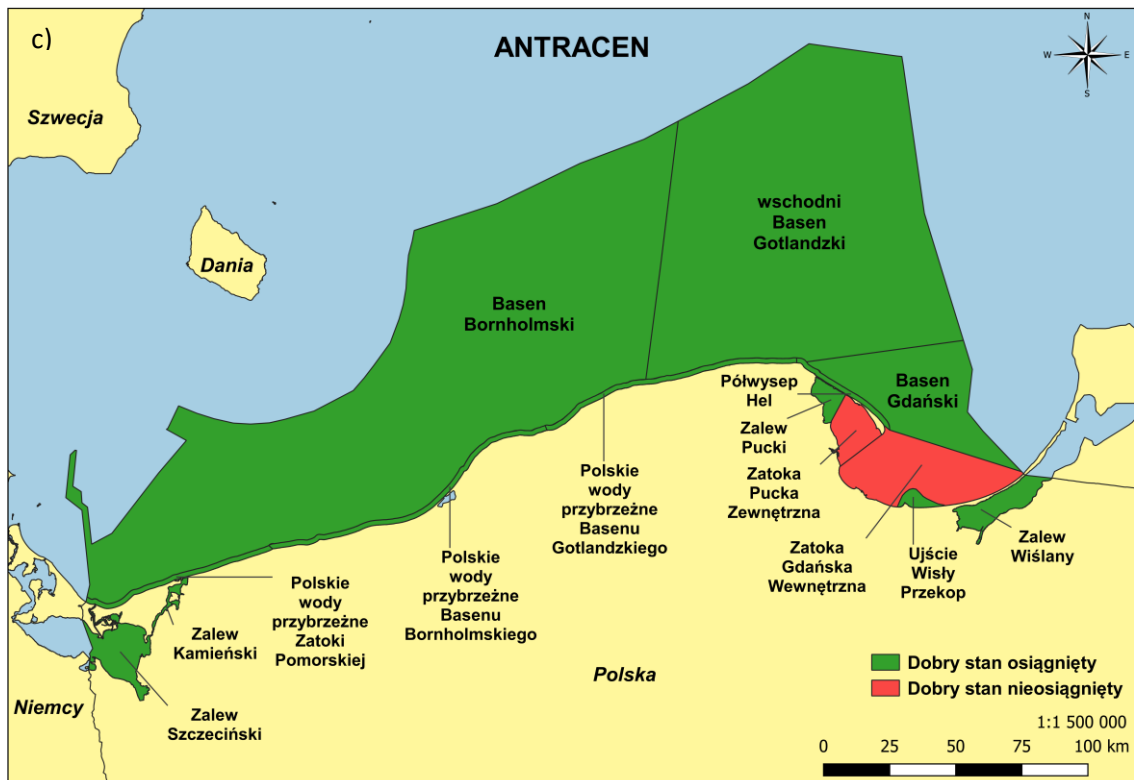 c)
ANTRACEN
N
W
E
S
Szwecja
Dania
wschodni
Basen
Gotlandzki
Basen
Bornholmski
Basen
Gdański
Półwysep
Hel
Zalew
Pucki
Zatoka
Pucka
Zewnętrzna
Zatoka
Gdańska
Wewnętrzna
Ujście
Wisły
Przekop
Zalew
Wiślany
Polskie
wody
przybrzeżne
Basenu
Gotlandzkiego
Polskie
wody
przybrzeżne
Basenu
Bornholmskiego
Polskie
wody
przybrzeżne
Zatoki
Pomorskiej
Zalew
Kamieński
Zalew
Szczeciński
Niemcy
Polska
Dobry stan osiągnięty
Dobry stan nieosiągnięty
1:1 500 000
0 25 50 75 100 km